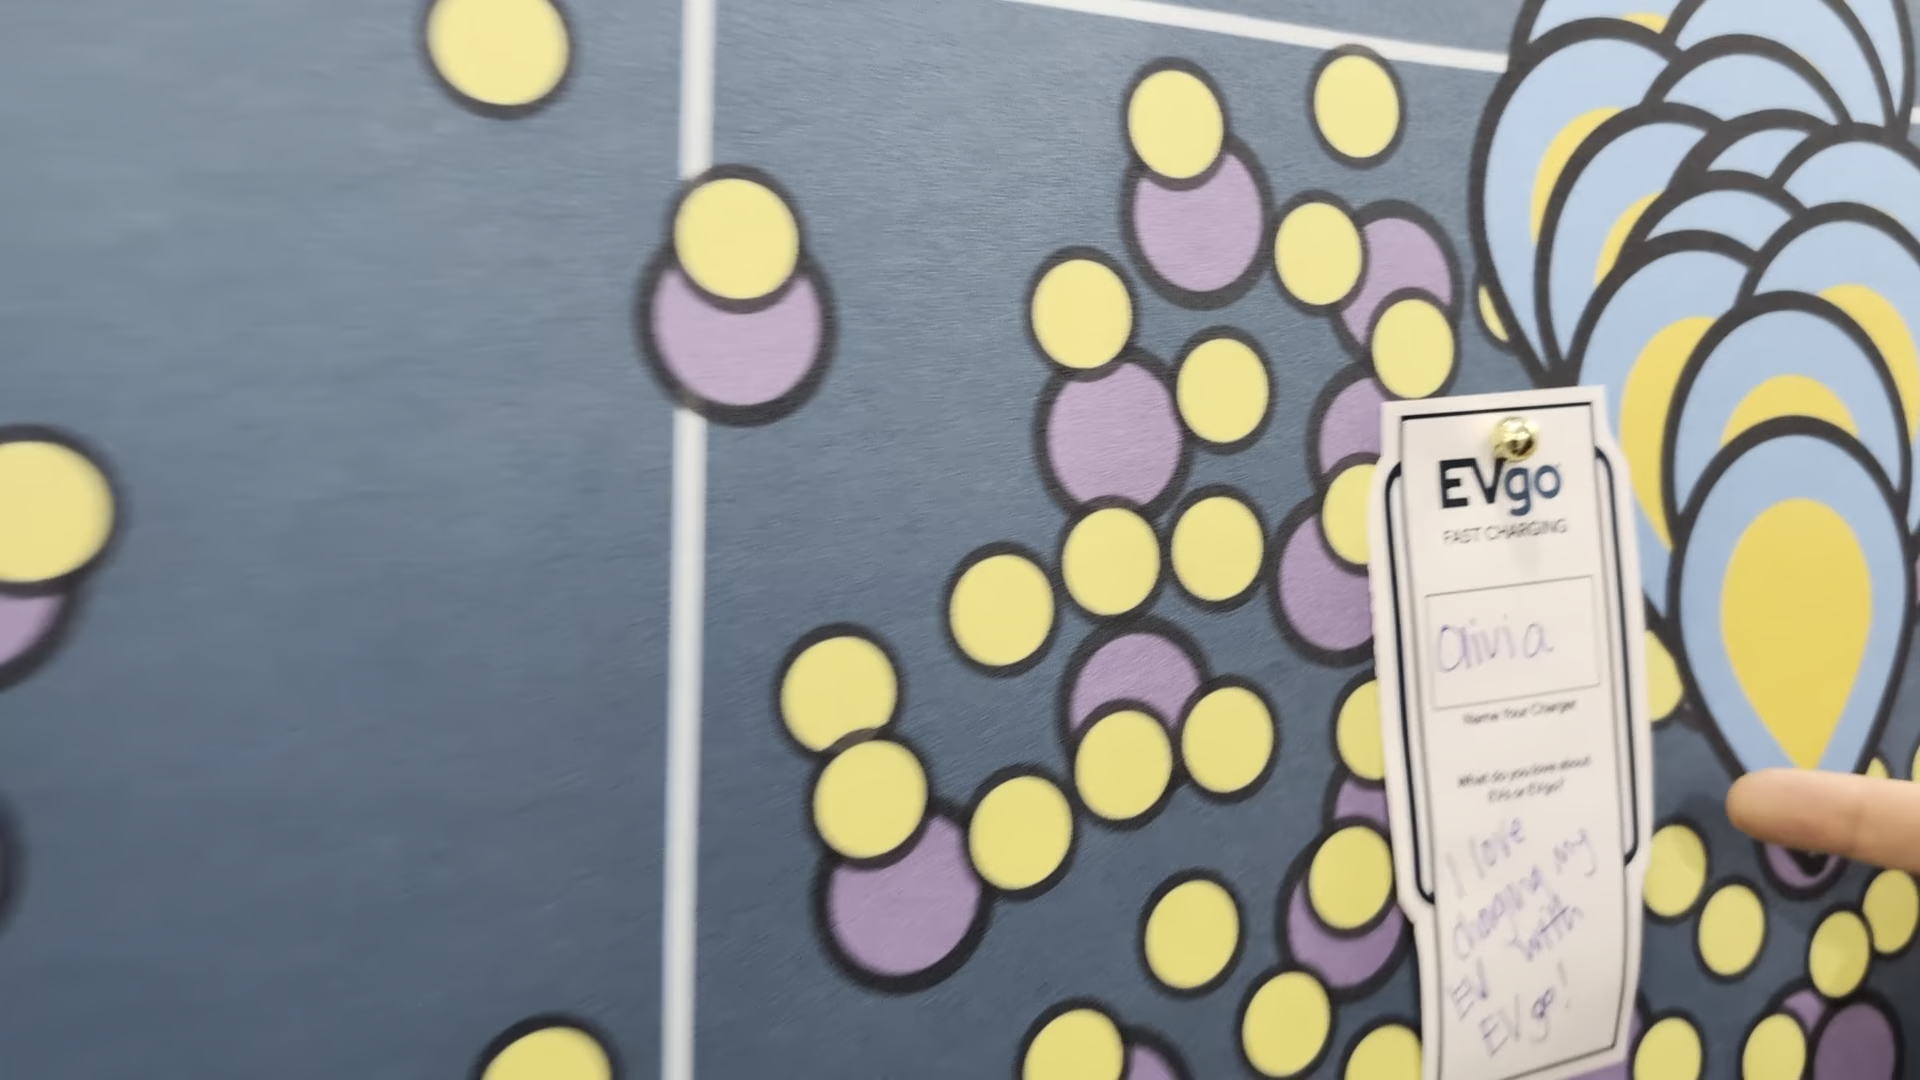 EVgo
FAST CHARGING
Olivia
Name Your Charger
What do you love about
EVs or EVgo?
I love
charging my
EV with
EVgo!